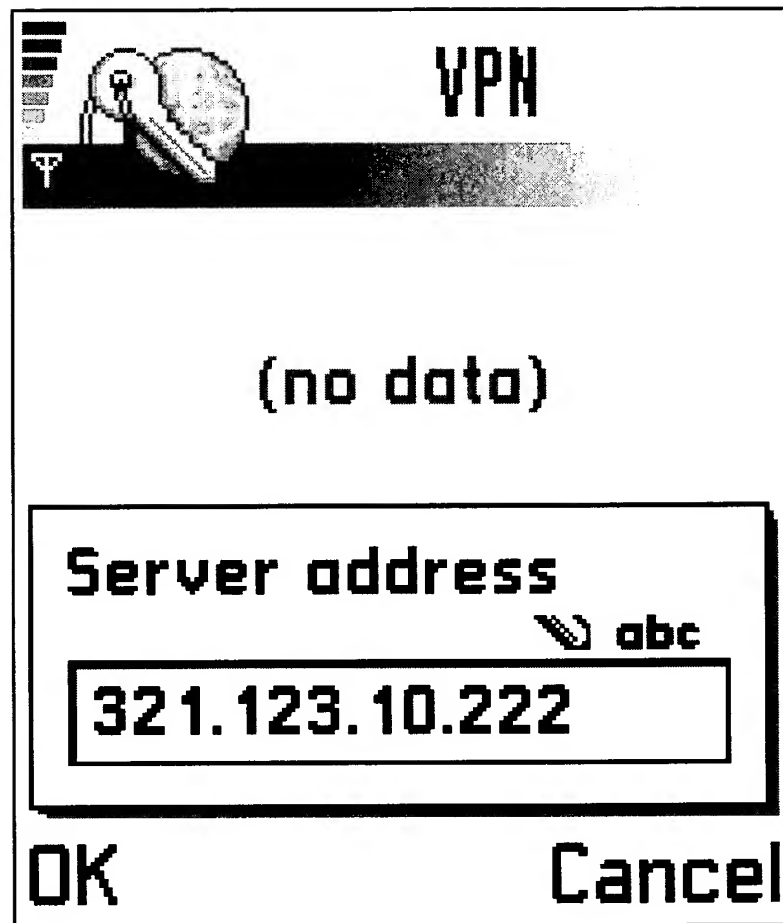 VPN
(no data)
Server address
abc
321.123.10.222
OK
Cancel